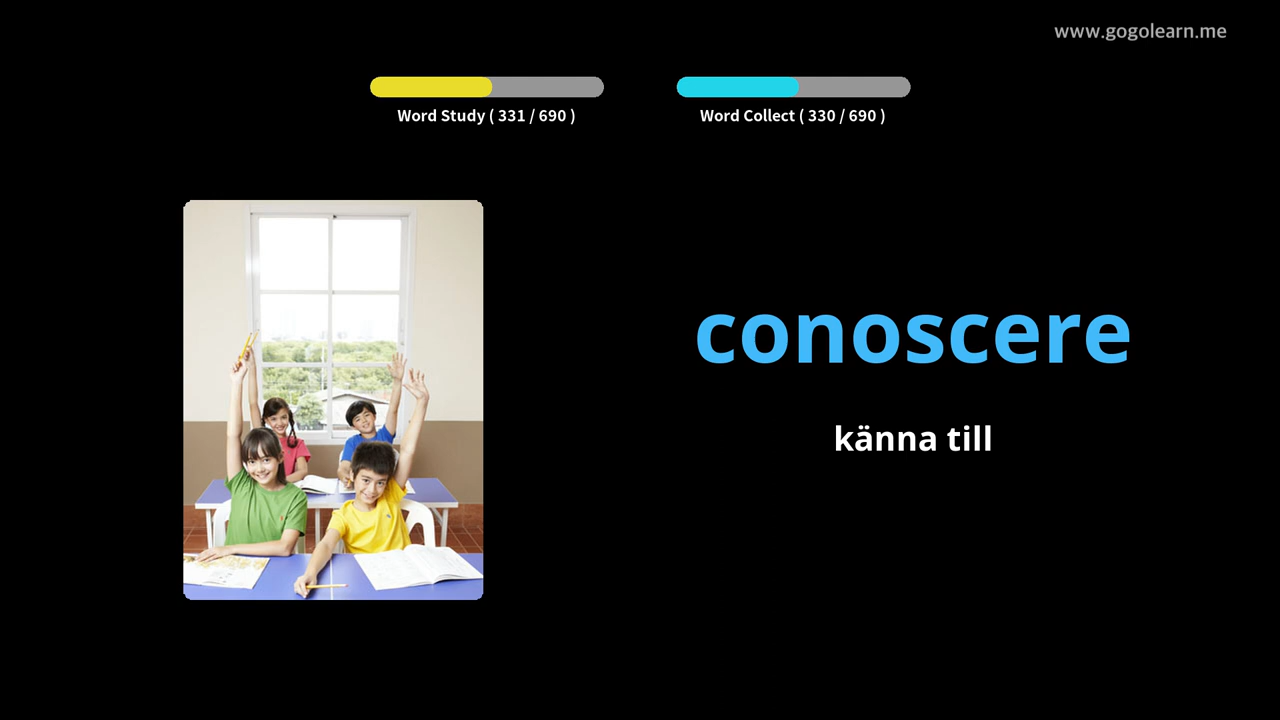 www.gogolearn.me
Word Study ( 331 / 690 )
Word Collect ( 330 / 690 )
conoscere
känna till